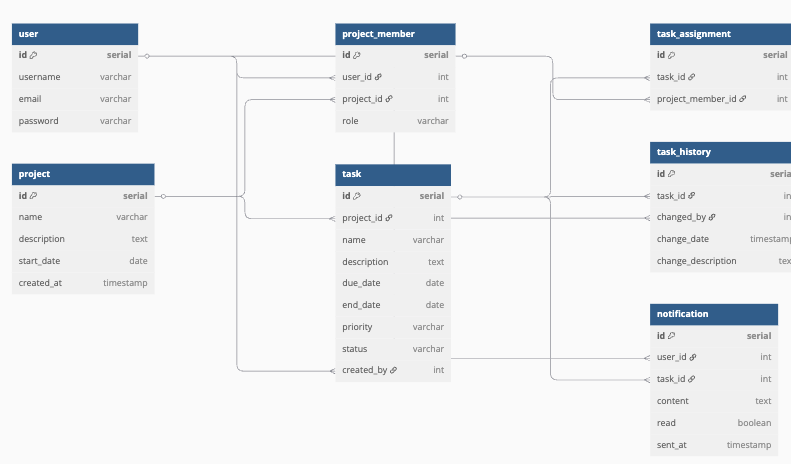 user
id serial
username varchar
email varchar
password varchar
project
id serial
name varchar
description text
start_date date
created_at timestamp
project_member
id serial
user_id int
project_id int
role varchar
task
id serial
project_id int
name varchar
description text
due_date date
end_date date
priority varchar
status varchar
created_by int
task_assignment
id serial
task_id int
project_member_id int
task_history
id seria
task_id in
changed_by in
change_date timestamp
change_description tex
notification
id serial
user_id int
task_id int
content text
read boolean
sent_at timestamp